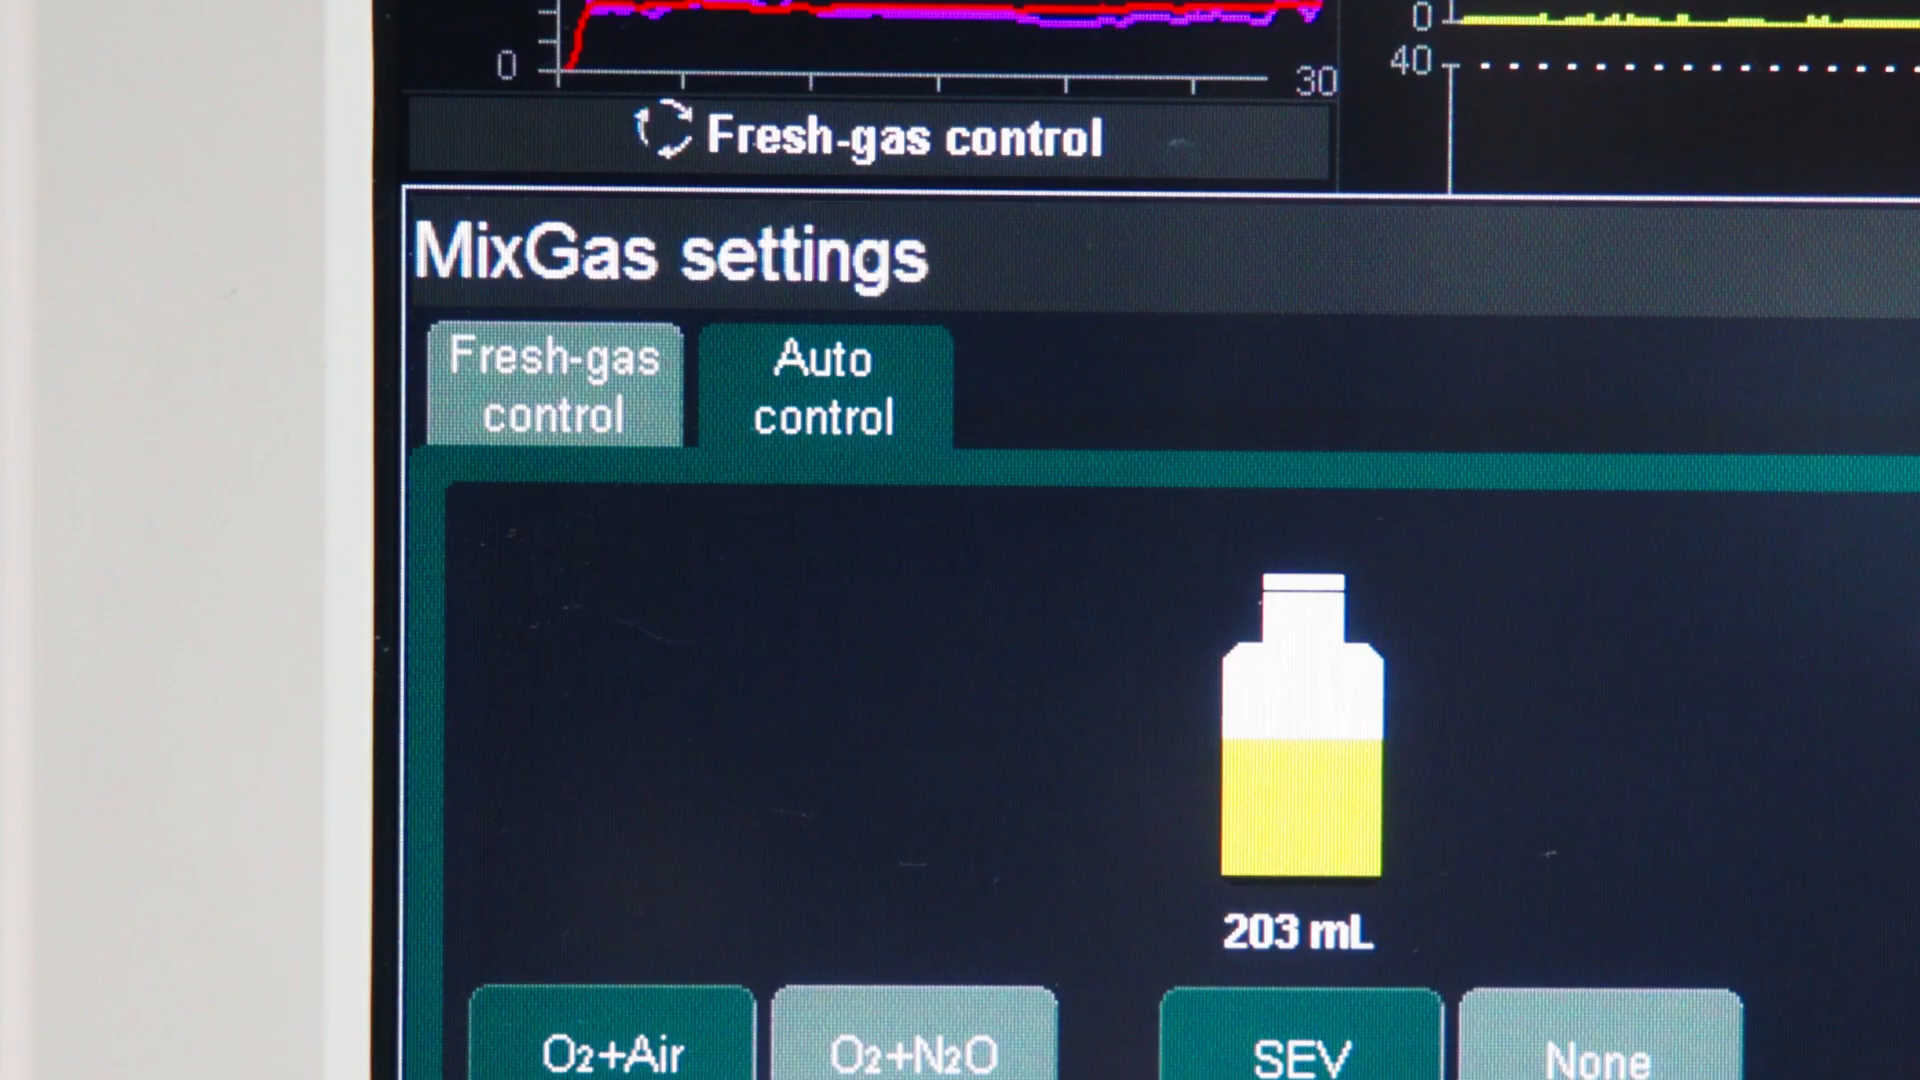 0
0
40
30
Fresh-gas control
MixGas settings
Fresh-gas
control
Auto
control
203 mL
O₂+Air
O₂+N₂O
SEV
None